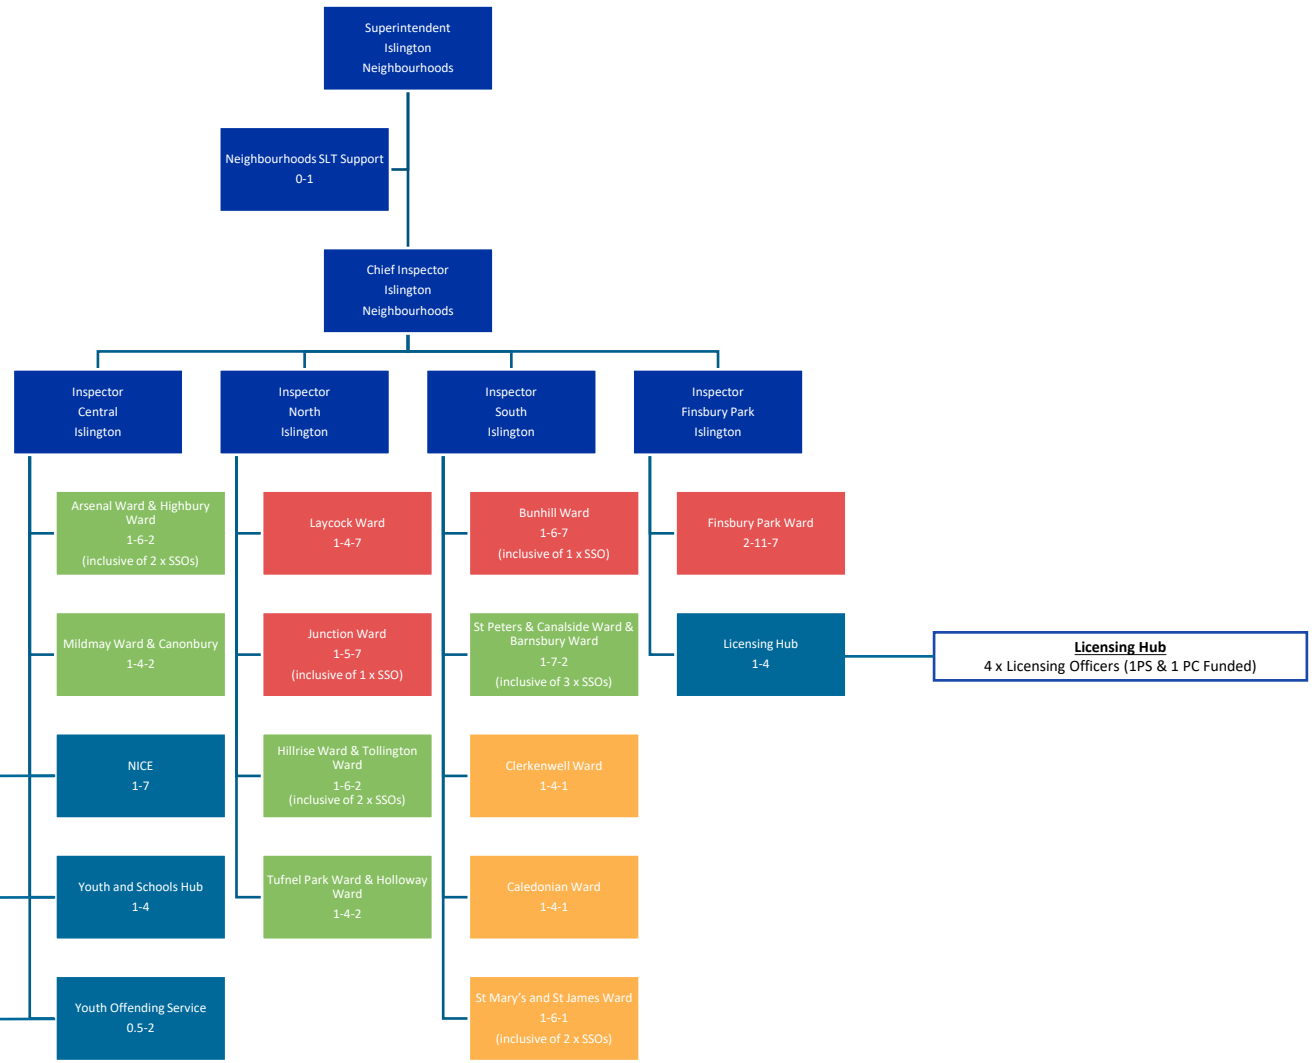 Superintendent
Islington
Neighbourhoods
Neighbourhoods SLT Support
0-1
Chief Inspector
Islington
Neighbourhoods
Inspector
Central
Islington
Inspector
North
Islington
Inspector
South
Islington
Inspector
Finsbury Park
Islington
Arsenal Ward & Highbury
Ward
1-6-2
(inclusive of 2 x SSOs)
Laycock Ward
1-4-7
Bunhill Ward
1-6-7
(inclusive of 1 x SSO)
Finsbury Park Ward
2-11-7
Mildmay Ward & Canonbury
1-4-2
Junction Ward
1-5-7
(inclusive of 1 x SSO)
St Peters & Canalside Ward &
Barnsbury Ward
1-7-2
(inclusive of 3 x SSOs)
Licensing Hub
1-4
Licensing Hub
4 x Licensing Officers (1PS & 1 PC Funded)
NICE
1-7
Hillrise Ward & Tollington
Ward
1-6-2
(inclusive of 2 x SSOs)
Clerkenwell Ward
1-4-1
Youth and Schools Hub
1-4
Tufnel Park Ward & Holloway
Ward
1-4-2
Caledonian Ward
1-4-1
Youth Offending Service
0.5-2
St Mary's and St James Ward
1-6-1
(inclusive of 2 x SSOs)